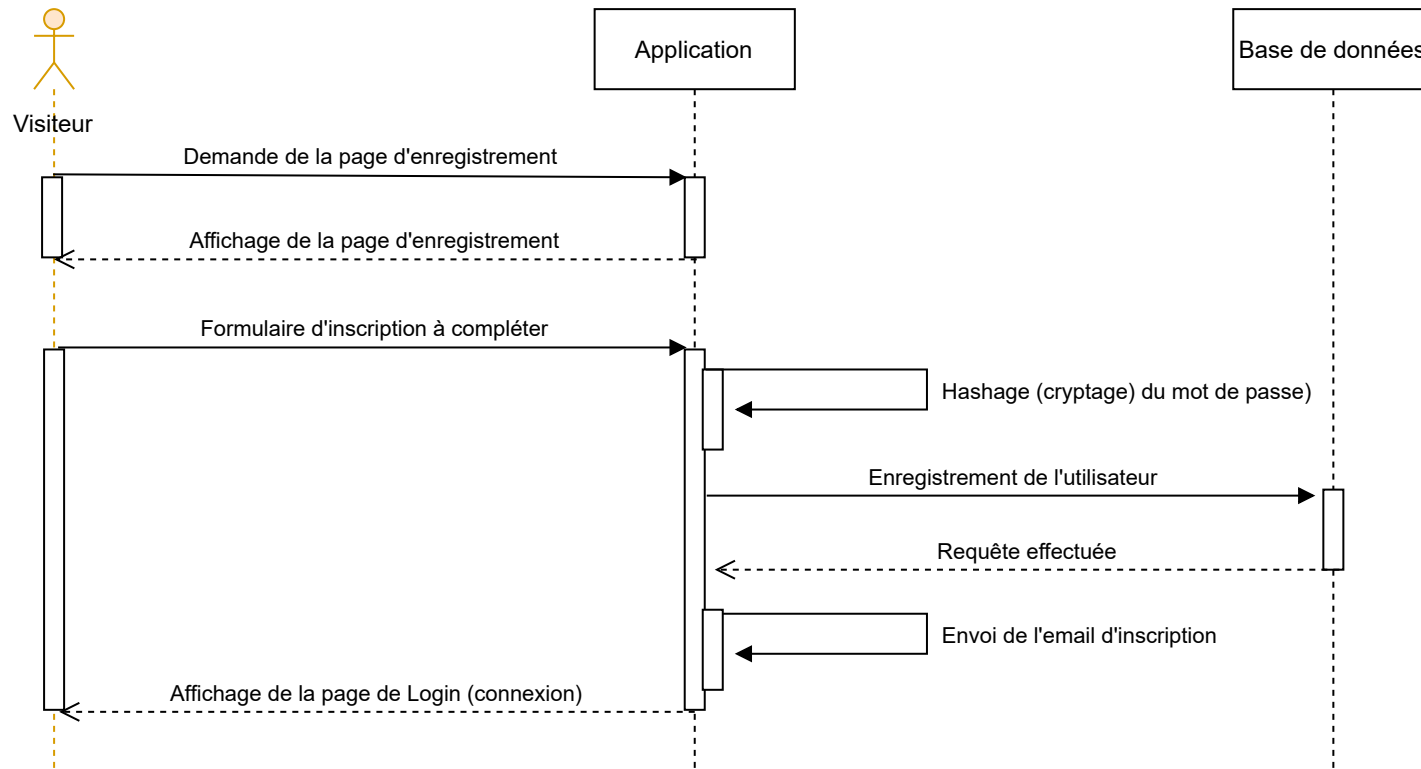 Visiteur
Application
Base de données
Demande de la page d'enregistrement
Affichage de la page d'enregistrement
Formulaire d'inscription à compléter
Hashage (cryptage) du mot de passe)
Enregistrement de l'utilisateur
Requête effectuée
Envoi de l'email d'inscription
Affichage de la page de Login (connexion)